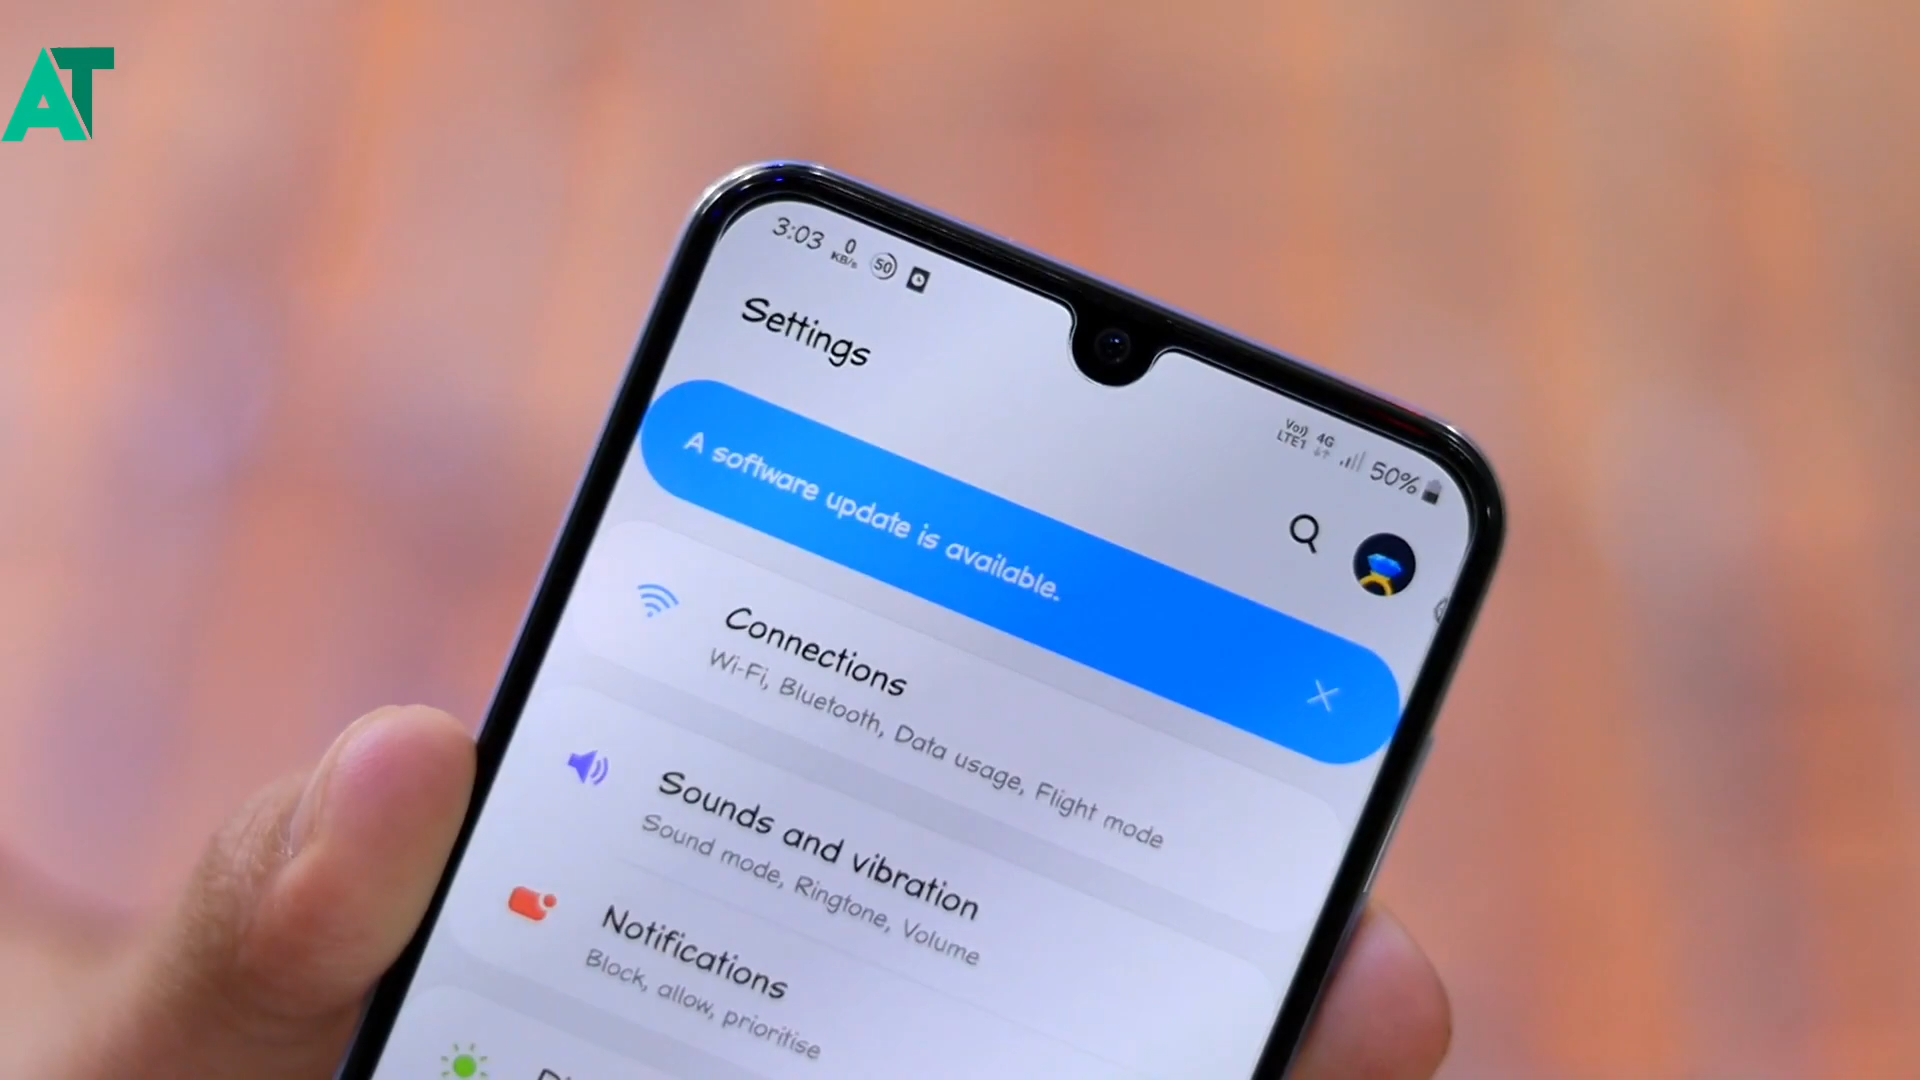 AT
3:03 0 KB/s 50
Vo)) LTE1 4G 50%
Settings
A software update is available.
Connections
Wi-Fi, Bluetooth, Data usage, Flight mode
Sounds and vibration
Sound mode, Ringtone, Volume
Notifications
Block, allow, prioritise